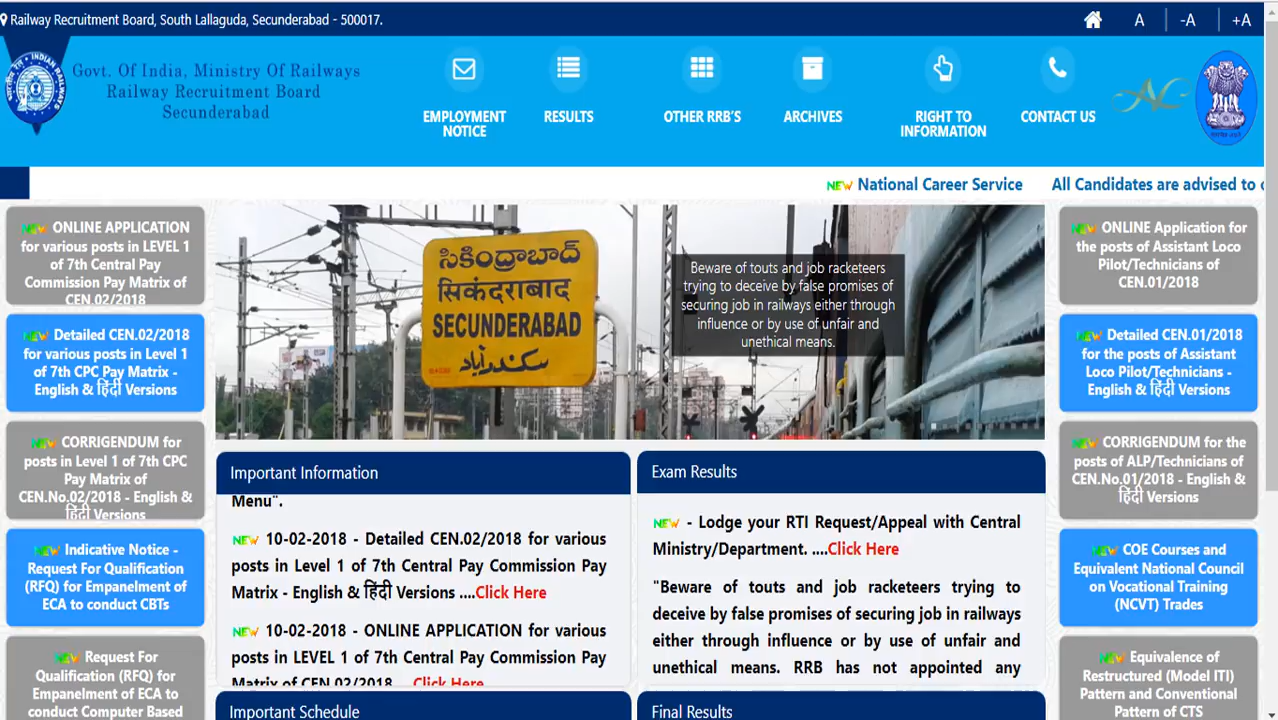 Railway Recruitment Board, South Lallaguda, Secunderabad - 500017.
A
-A
+A
Govt. Of India, Ministry Of Railways
Railway Recruitment Board
Secunderabad
EMPLOYMENT
NOTICE
RESULTS
OTHER RRB'S
ARCHIVES
RIGHT TO
INFORMATION
CONTACT US
NEW National Career Service
All Candidates are advised to
NEW ONLINE APPLICATION
for various posts in LEVEL 1
of 7th Central Pay
Commission Pay Matrix of
CEN.02/2018
NEW Detailed CEN.02/2018
for various posts in Level 1
of 7th CPC Pay Matrix -
English & हिंदी Versions
NEW CORRIGENDUM for
posts in Level 1 of 7th CPC
Pay Matrix of
CEN.No.02/2018 - English &
हिंदी Versions
NEW Indicative Notice -
Request For Qualification
(RFQ) for Empanelment of
ECA to conduct CBTs
NEW Request For
Qualification (RFQ) for
Empanelment of ECA to
conduct Computer Based
సికింద్రాబాద్
सिकंदराबाद
SECUNDERABAD
سکندرآباد
Beware of touts and job racketeers
trying to deceive by false promises of
securing job in railways either through
influence or by use of unfair and
unethical means.
Important Information
Menu".
NEW 10-02-2018 - Detailed CEN.02/2018 for various
posts in Level 1 of 7th Central Pay Commission Pay
Matrix - English & हिंदी Versions ....Click Here
NEW 10-02-2018 - ONLINE APPLICATION for various
posts in LEVEL 1 of 7th Central Pay Commission Pay
Matrix of CEN.02/2018 ....Click Here
Important Schedule
Exam Results
NEW - Lodge your RTI Request/Appeal with Central
Ministry/Department. ....Click Here
"Beware of touts and job racketeers trying to
deceive by false promises of securing job in railways
either through influence or by use of unfair and
unethical means. RRB has not appointed any
Final Results
NEW ONLINE Application for
the posts of Assistant Loco
Pilot/Technicians of
CEN.01/2018
NEW Detailed CEN.01/2018
for the posts of Assistant
Loco Pilot/Technicians -
English & हिंदी Versions
NEW CORRIGENDUM for the
posts of ALP/Technicians of
CEN.No.01/2018 - English &
हिंदी Versions
NEW COE Courses and
Equivalent National Council
on Vocational Training
(NCVT) Trades
NEW Equivalence of
Restructured (Model ITI)
Pattern and Conventional
Pattern of CTS